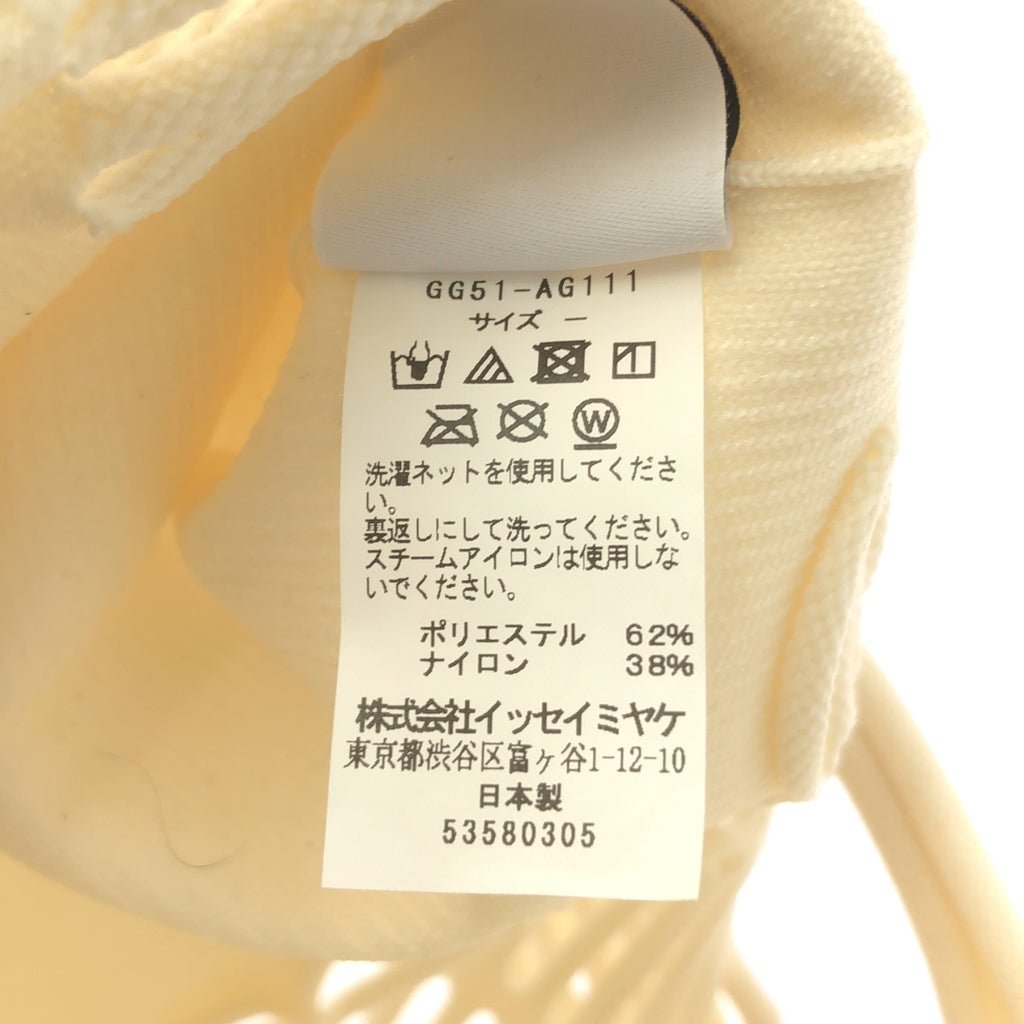 GG51-AG111
サイズ ー
W
洗濯ネットを使用してくださ
い。
裏返しにして洗ってください。
スチームアイロンは使用しな
いでください。
ポリエステル 62%
ナイロン 38%
株式会社イッセイミヤケ
東京都渋谷区富ヶ谷1-12-10
日本製
53580305